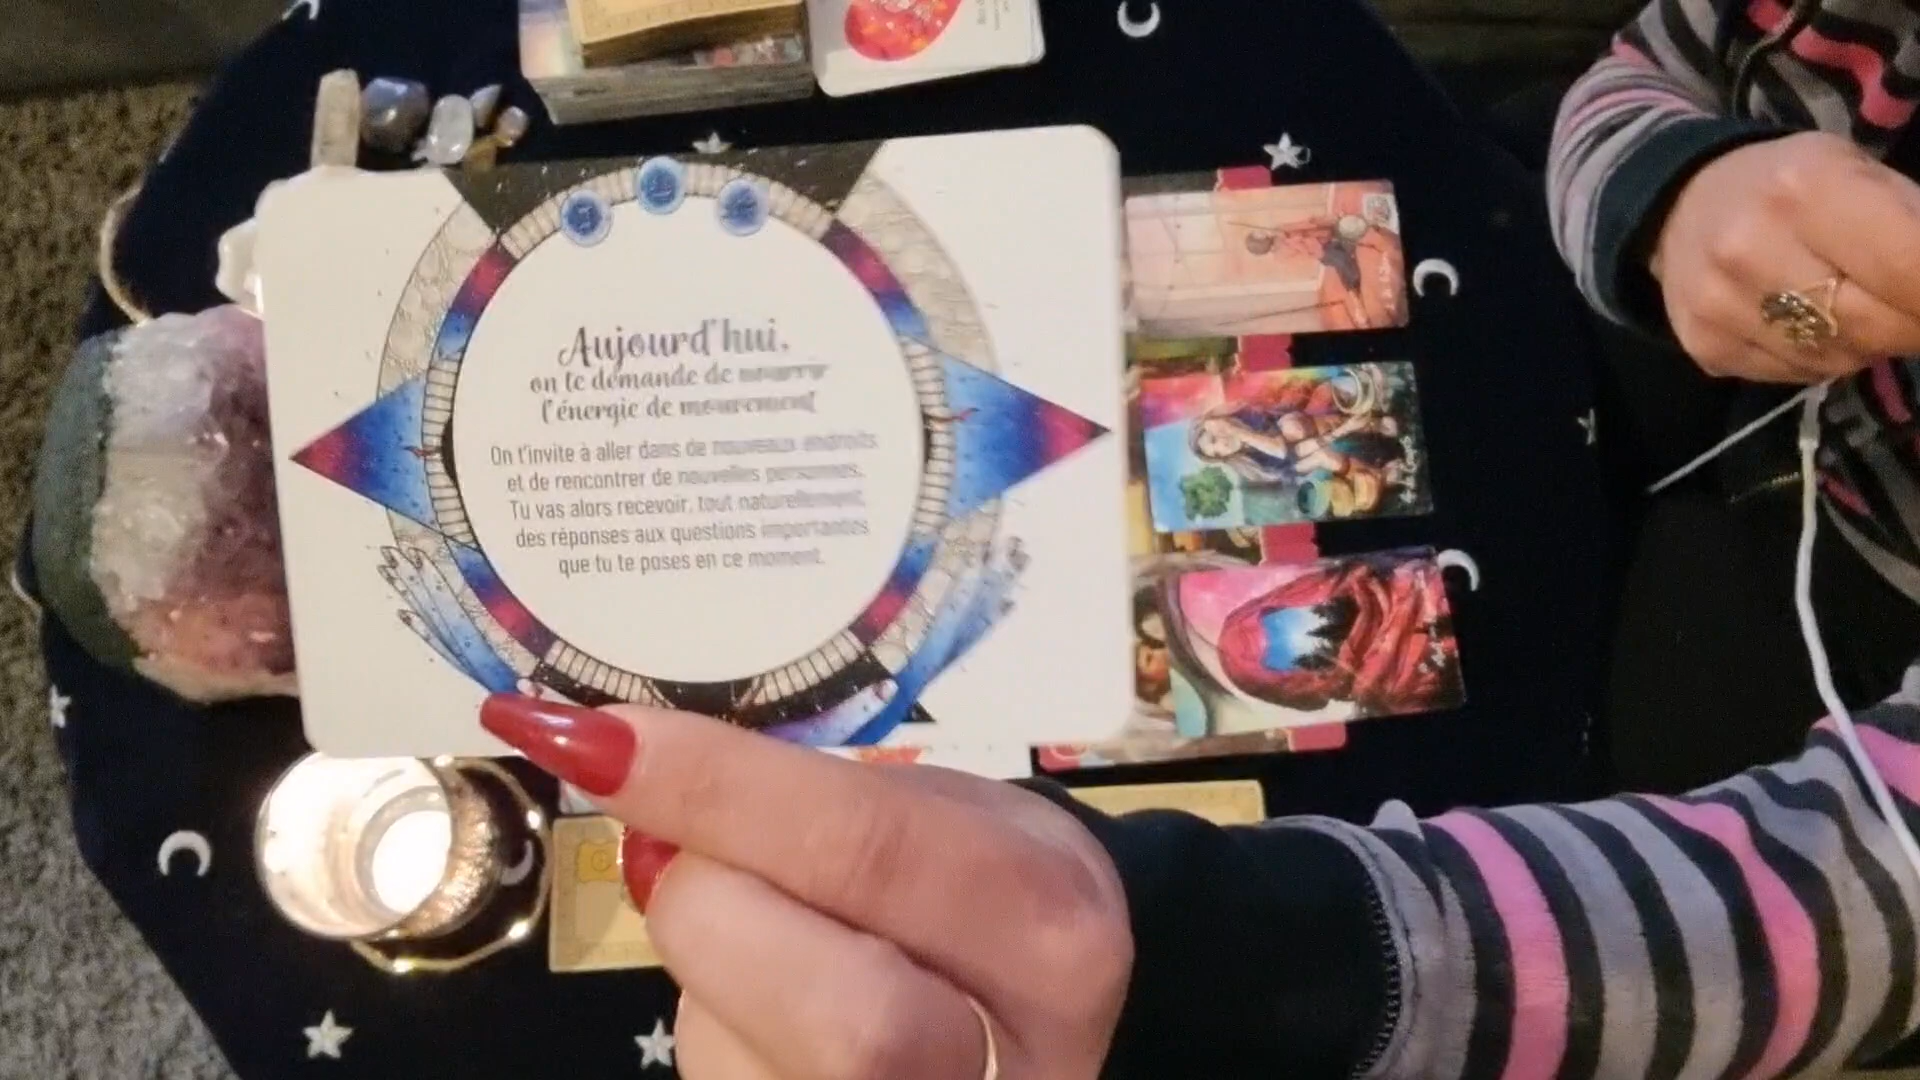 Aujourd'hui,
on te demande de nourrir
l'énergie de mouvement
On t'invite à aller dans de nouveaux endroits
et de rencontrer de nouvelles personnes.
Tu vas alors recevoir, tout naturellement,
des réponses aux questions importantes
que tu te poses en ce moment.